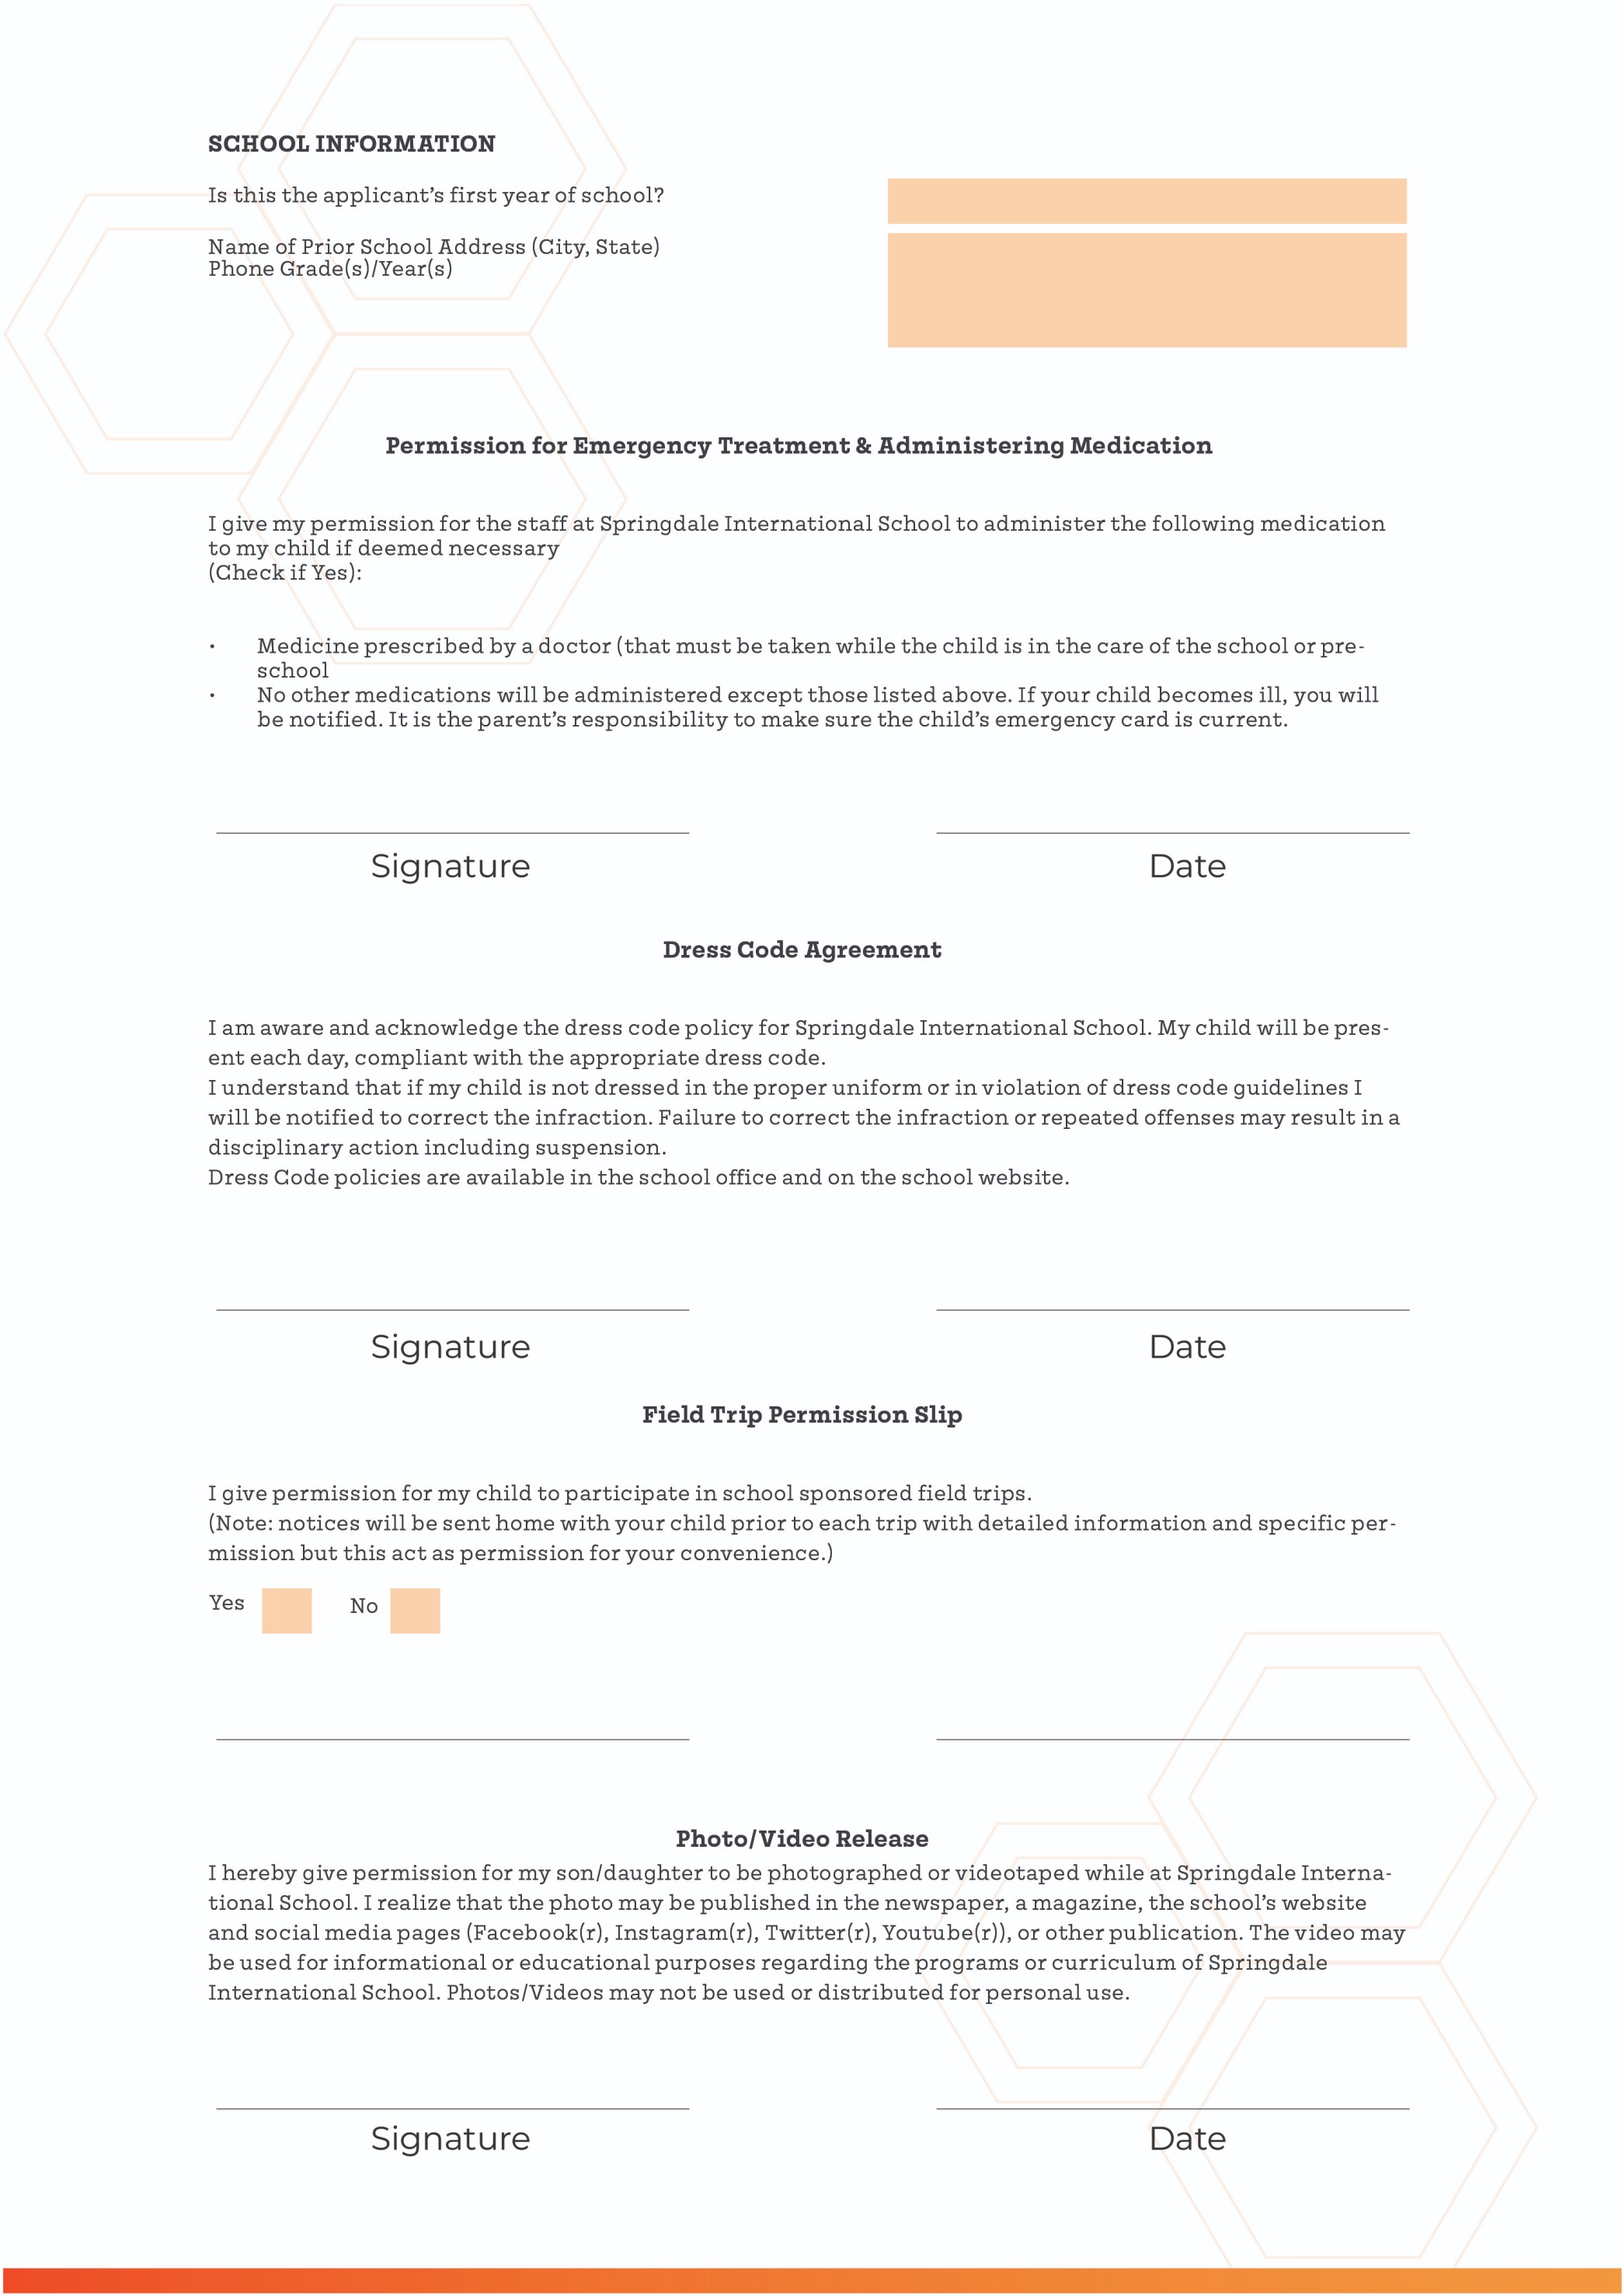 SCHOOL INFORMATION
Is this the applicant’s first year of school?
Name of Prior School Address (City, State)
Phone Grade(s)/Year(s)
Permission for Emergency Treatment & Administering Medication
I give my permission for the staff at Springdale International School to administer the following medication
to my child if deemed necessary
(Check if Yes):
• Medicine prescribed by a doctor (that must be taken while the child is in the care of the school or pre-
school
• No other medications will be administered except those listed above. If your child becomes ill, you will
be notified. It is the parent’s responsibility to make sure the child’s emergency card is current.
Signature Date
Dress Code Agreement
I am aware and acknowledge the dress code policy for Springdale International School. My child will be pres-
ent each day, compliant with the appropriate dress code.
I understand that if my child is not dressed in the proper uniform or in violation of dress code guidelines I
will be notified to correct the infraction. Failure to correct the infraction or repeated offenses may result in a
disciplinary action including suspension.
Dress Code policies are available in the school office and on the school website.
Signature Date
Field Trip Permission Slip
I give permission for my child to participate in school sponsored field trips.
(Note: notices will be sent home with your child prior to each trip with detailed information and specific per-
mission but this act as permission for your convenience.)
Yes No
Photo/Video Release
I hereby give permission for my son/daughter to be photographed or videotaped while at Springdale Interna-
tional School. I realize that the photo may be published in the newspaper, a magazine, the school’s website
and social media pages (Facebook(r), Instagram(r), Twitter(r), Youtube(r)), or other publication. The video may
be used for informational or educational purposes regarding the programs or curriculum of Springdale
International School. Photos/Videos may not be used or distributed for personal use.
Signature Date